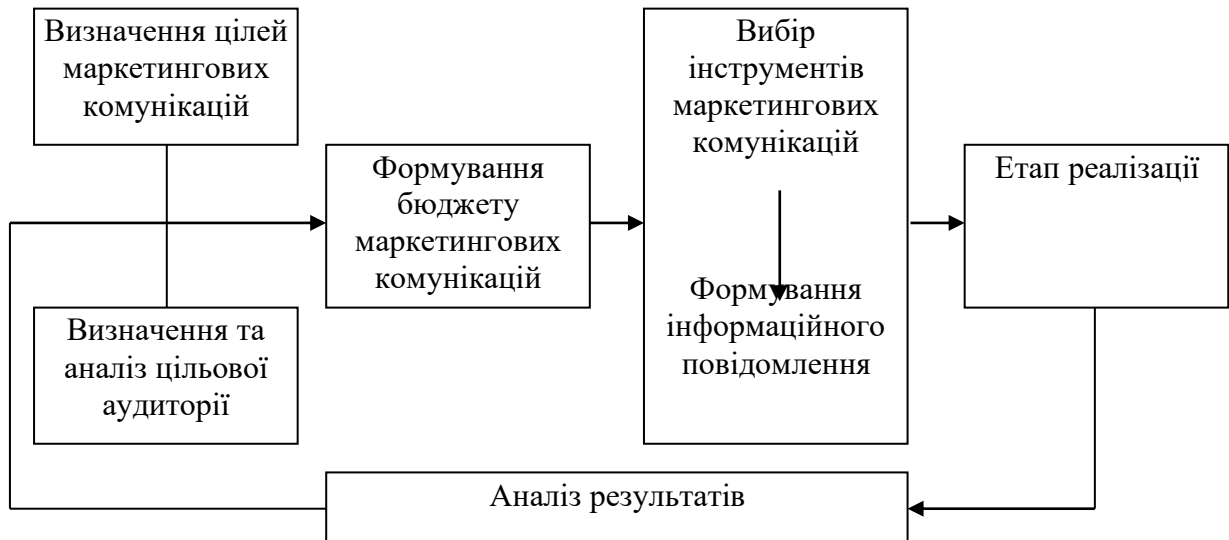 Визначення цілей
маркетингових
комунікацій
Визначення та
аналіз цільової
аудиторії
Формування
бюджету
маркетингових
комунікацій
Вибір
інструментів
маркетингових
комунікацій
Формування
інформаційного
повідомлення
Етап реалізації
Аналіз результатів